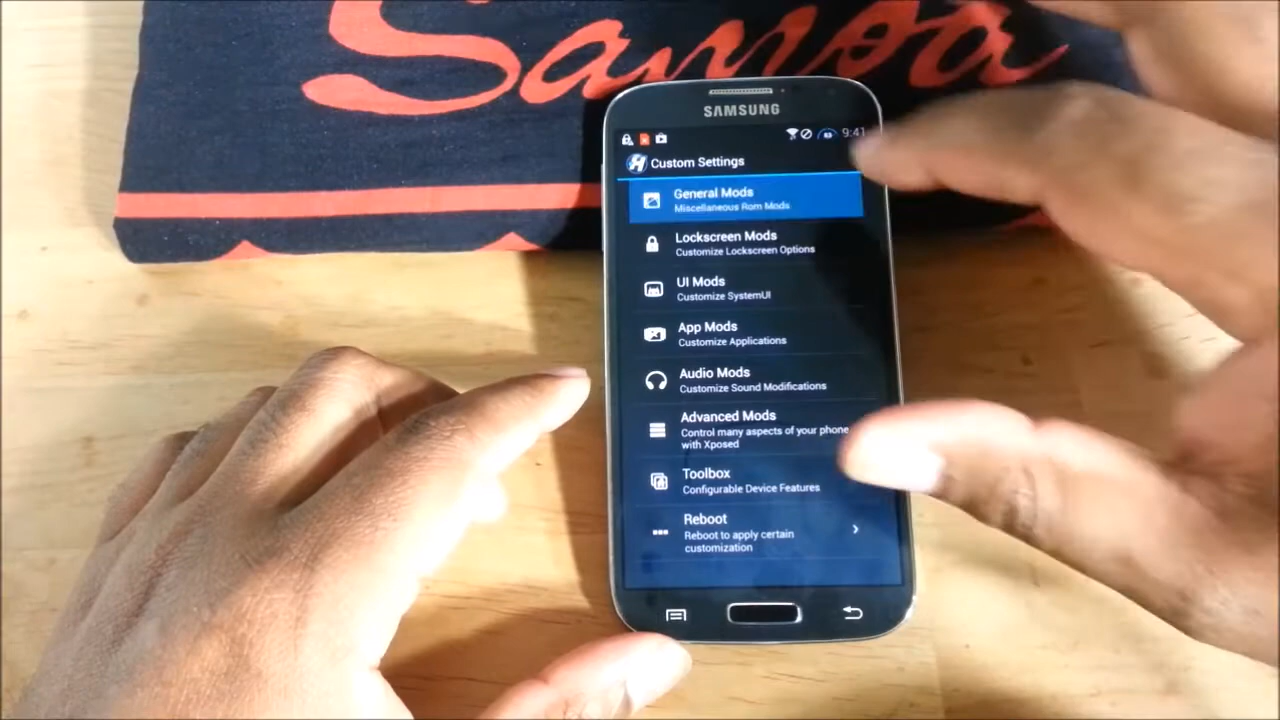 Samoa
SAMSUNG
9:41
Custom Settings
General Mods
Miscellaneous Rom Mods
Lockscreen Mods
Customize Lockscreen Options
UI Mods
Customize SystemUI
App Mods
Customize Applications
Audio Mods
Customize Sound Modifications
Advanced Mods
Control many aspects of your phone
with Xposed
Toolbox
Configurable Device Features
Reboot
Reboot to apply certain
customization